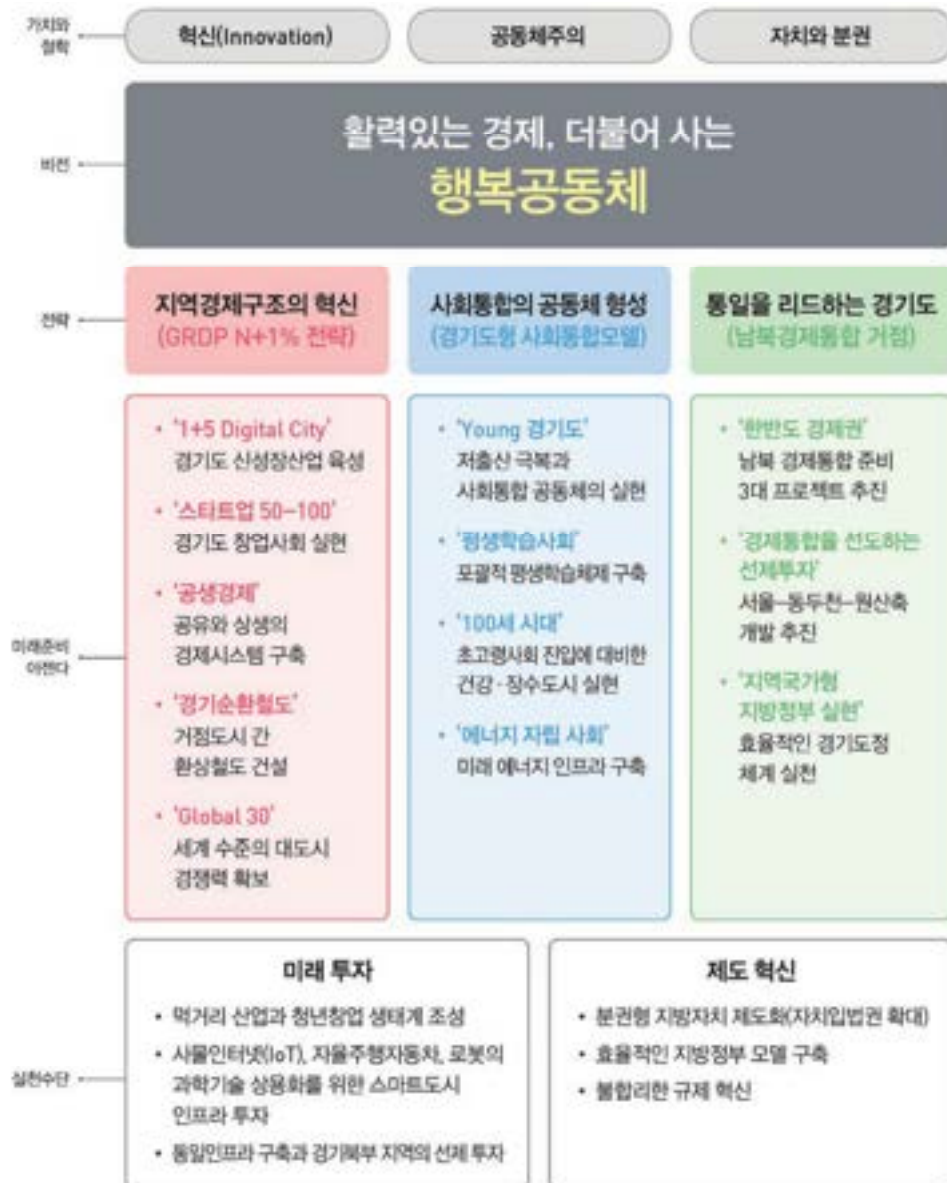 가치와
철학
혁신(Innovation)
공동체주의
자치와 분권
비전
활력있는 경제, 더불어 사는
행복공동체
전략
지역경제구조의 혁신
(GRDP N+1% 전략)
사회통합의 공동체 형성
(경기도형 사회통합모델)
통일을 리드하는 경기도
(남북경제통합 거점)
미래준비
아젠다
• '1+5 Digital City'
경기도 신성장산업 육성
• '스타트업 50-100'
경기도 창업사회 실현
• '공생경제'
공유와 상생의
경제시스템 구축
• '경기순환철도'
거점도시 간
환상철도 건설
• 'Global 30'
세계 수준의 대도시
경쟁력 확보
• 'Young 경기도'
저출산 극복과
사회통합 공동체의 실현
• '평생학습사회'
포괄적 평생학습체제 구축
• '100세 시대'
초고령사회 진입에 대비한
건강·장수도시 실현
• '에너지 자립 사회'
미래 에너지 인프라 구축
• '한반도 경제권'
남북 경제통합 준비
3대 프로젝트 추진
• '경제통합을 선도하는
선제투자'
서울-동두천-원산축
개발 추진
• '지역국가형
지방정부 실현'
효율적인 경기도정
체계 실천
실천수단
미래 투자
• 먹거리 산업과 청년창업 생태계 조성
• 사물인터넷(IoT), 자율주행자동차, 로봇의
과학기술 상용화를 위한 스마트도시
인프라 투자
• 통일인프라 구축과 경기북부 지역의 선제 투자
제도 혁신
• 분권형 지방자치 제도화(자치입법권 확대)
• 효율적인 지방정부 모델 구축
• 불합리한 규제 혁신